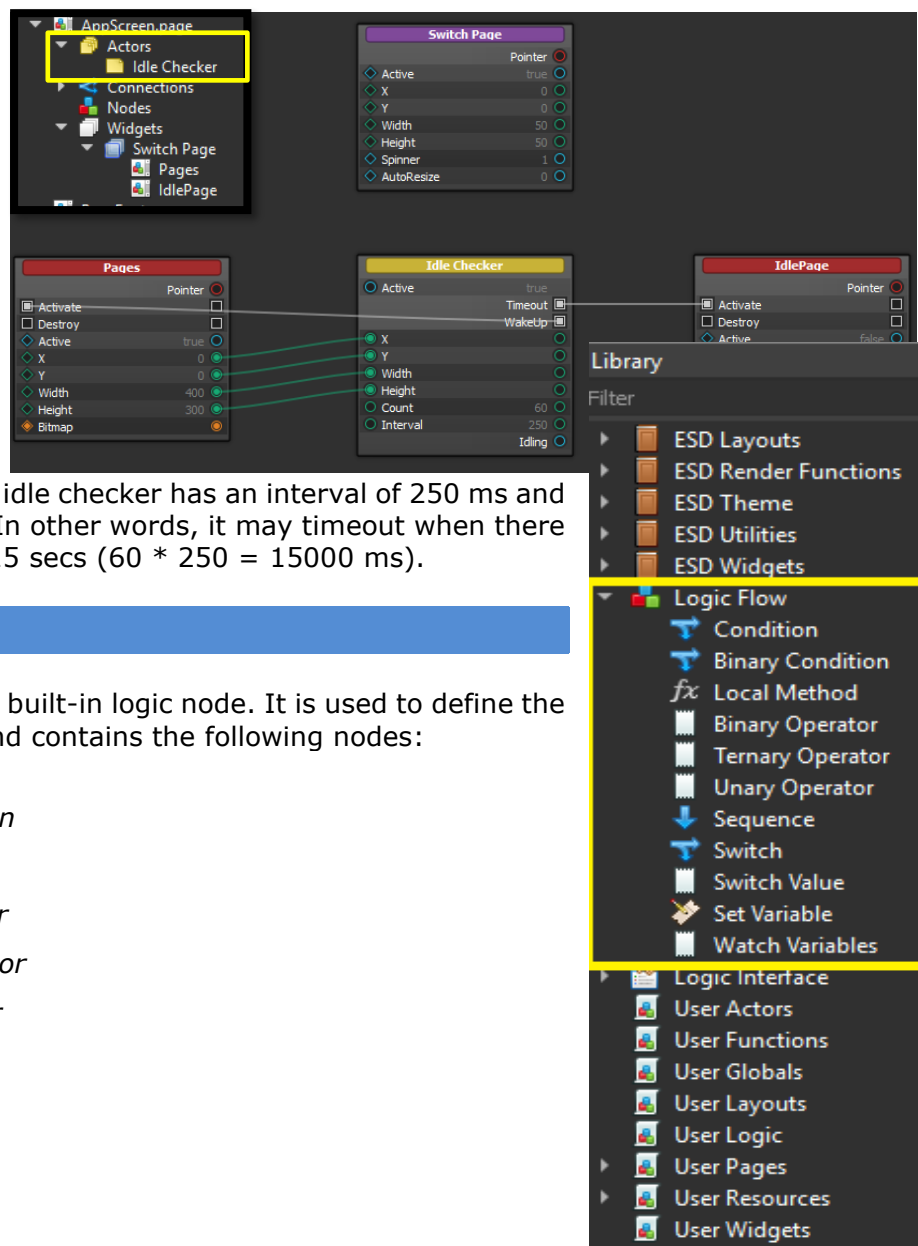 AppScreen.page
Actors
Idle Checker
Connections
Nodes
Widgets
Switch Page
Pages
IdlePage
Switch Page
Pointer
Active true
X 0
Y 0
Width 50
Height 50
Spinner 1
AutoResize 0
Pages
Pointer
Activate
Destroy
Active true
X 0
Y 0
Width 400
Height 300
Bitmap
Idle Checker
Active true
Timeout
WakeUp
X
Y
Width
Height
Count 60
Interval 250
Idling
IdlePage
Pointer
Activate
Destroy
Active false
idle checker has an interval of 250 ms and
In other words, it may timeout when there
5 secs (60 * 250 = 15000 ms).
built-in logic node. It is used to define the
nd contains the following nodes:
n
r
or
Library
Filter
ESD Layouts
ESD Render Functions
ESD Theme
ESD Utilities
ESD Widgets
Logic Flow
Condition
Binary Condition
fx Local Method
Binary Operator
Ternary Operator
Unary Operator
Sequence
Switch
Switch Value
Set Variable
Watch Variables
Logic Interface
User Actors
User Functions
User Globals
User Layouts
User Logic
User Pages
User Resources
User Widgets